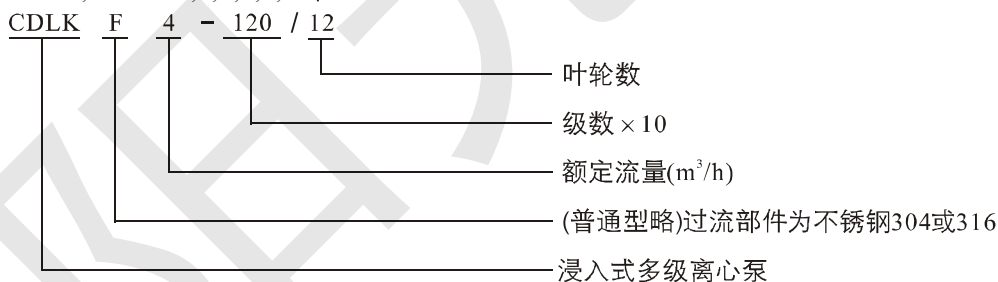 CDLK F 4 - 120 / 12
叶轮数
级数×10
额定流量(m³/h)
(普通型略)过流部件为不锈钢304或316
浸入式多级离心泵